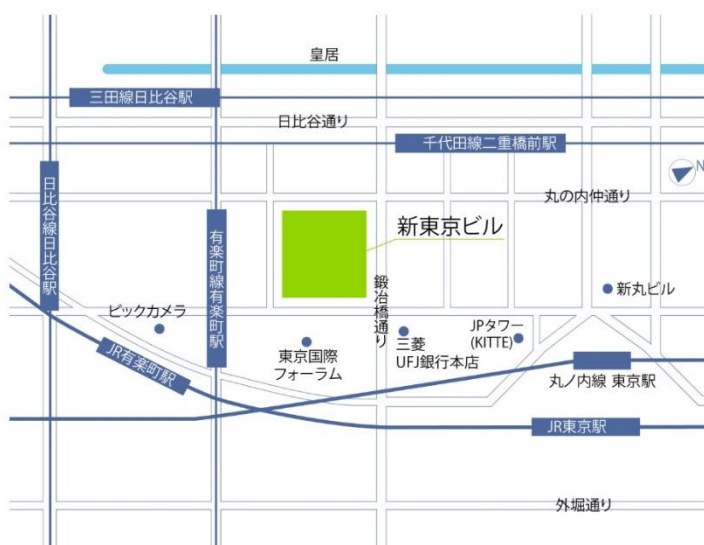 皇居
三田線日比谷駅
日比谷通り
千代田線二重橋前駅
N
日比谷線日比谷駅
丸の内仲通り
有楽町線有楽町駅
新東京ビル
鍛冶橋通り
新丸ビル
ビックカメラ
JR有楽町駅
東京国際
フォーラム
三菱
UFJ銀行本店
JPタワー
(KITTE)
丸ノ内線 東京駅
JR東京駅
外堀通り